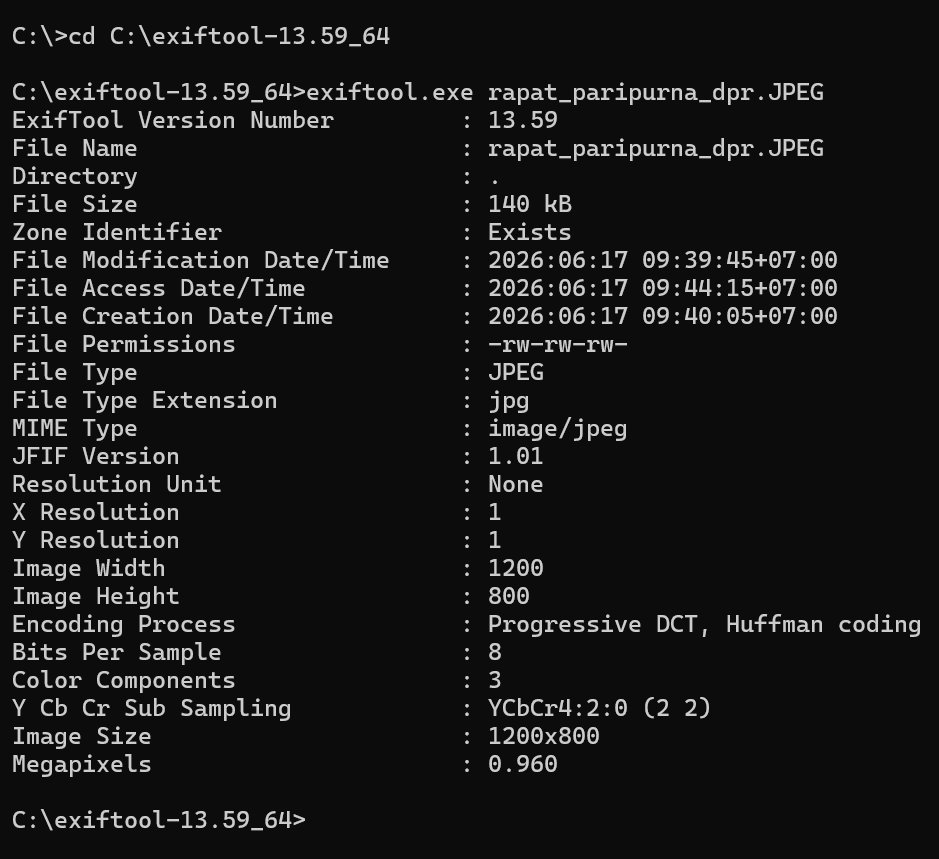 C:\>cd C:\exiftool-13.59_64
C:\exiftool-13.59_64>exiftool.exe rapat_paripurna_dpr.JPEG
ExifTool Version Number         : 13.59
File Name                       : rapat_paripurna_dpr.JPEG
Directory                       : .
File Size                       : 140 kB
Zone Identifier                 : Exists
File Modification Date/Time     : 2026:06:17 09:39:45+07:00
File Access Date/Time           : 2026:06:17 09:44:15+07:00
File Creation Date/Time         : 2026:06:17 09:40:05+07:00
File Permissions                : -rw-rw-rw-
File Type                       : JPEG
File Type Extension             : jpg
MIME Type                       : image/jpeg
JFIF Version                    : 1.01
Resolution Unit                 : None
X Resolution                    : 1
Y Resolution                    : 1
Image Width                     : 1200
Image Height                    : 800
Encoding Process                : Progressive DCT, Huffman coding
Bits Per Sample                 : 8
Color Components                : 3
Y Cb Cr Sub Sampling            : YCbCr4:2:0 (2 2)
Image Size                      : 1200x800
Megapixels                      : 0.960
C:\exiftool-13.59_64>